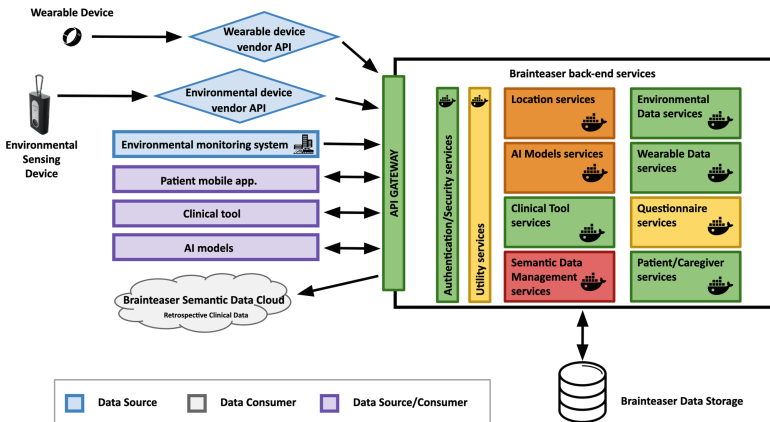 Wearable Device
Wearable device
vendor API
Environmental device
vendor API
Environmental
Sensing
Device
Environmental monitoring system
Patient mobile app.
Clinical tool
AI models
Brainteaser Semantic Data Cloud
Retrospective Clinical Data
API GATEWAY
Brainteaser back-end services
Authentication/Security services
Utility services
Location services
Environmental
Data services
AI Models services
Wearable Data
services
Clinical Tool
services
Questionnaire
services
Semantic Data
Management
services
Patient/Caregiver
services
Brainteaser Data Storage
Data Source
Data Consumer
Data Source/Consumer